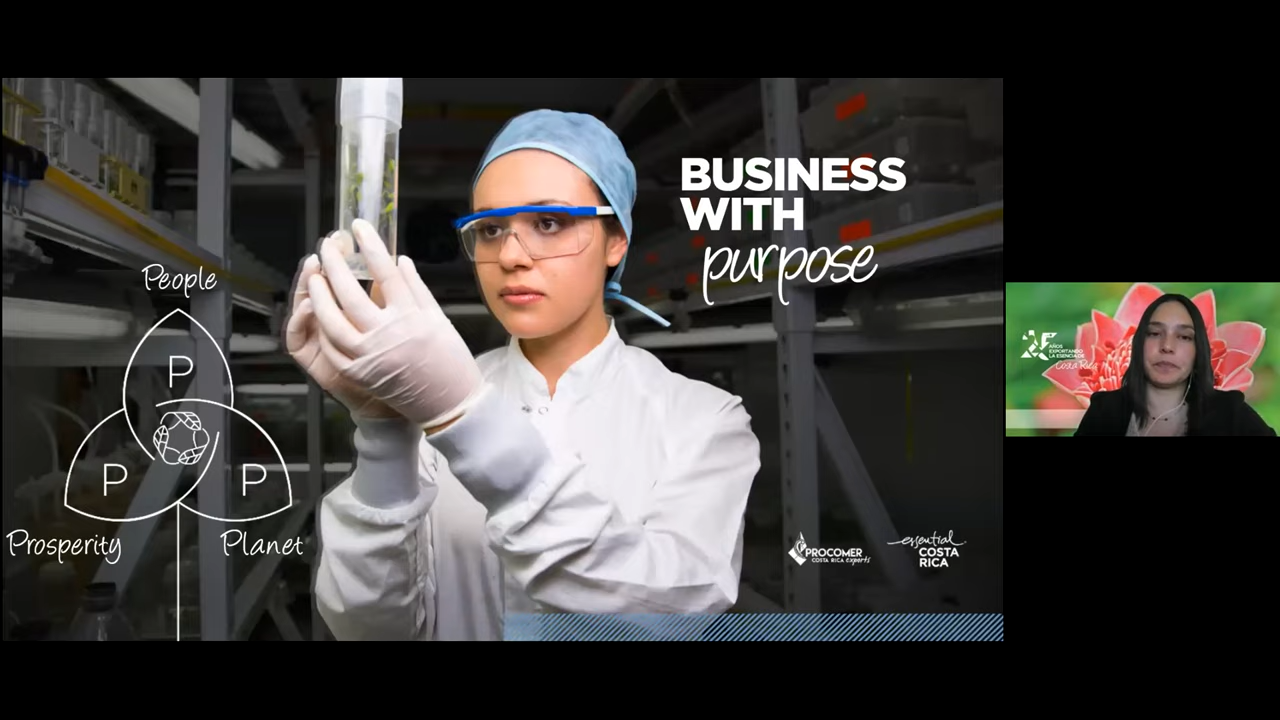 BUSINESS
WITH
purpose
People
P
P
P
Prosperity
Planet
PROCOMER
COSTA RICA exports
essential
COSTA
RICA
25
AÑOS
EXPORTANDO
LA ESENCIA DE
Costa Rica